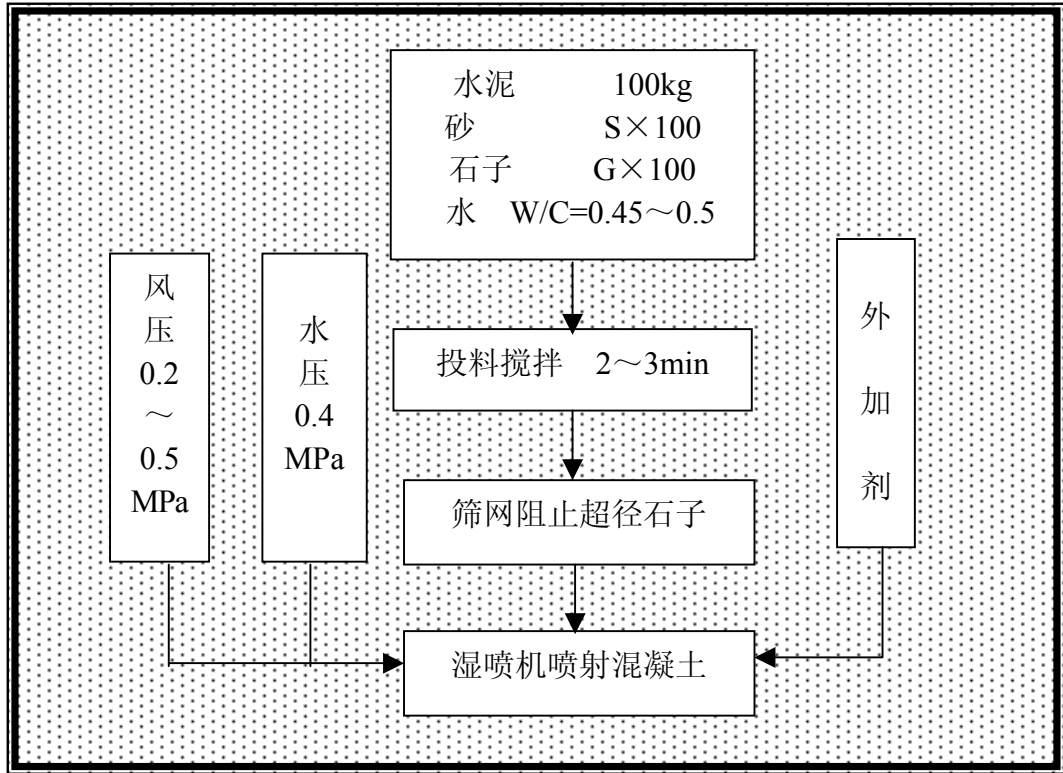 水泥 100kg
砂 S×100
石子 G×100
水 W/C=0.45～0.5
风
压
0.2
～
0.5
MPa
水
压
0.4
MPa
外
加
剂
投料搅拌 2～3min
筛网阻止超径石子
湿喷机喷射混凝土